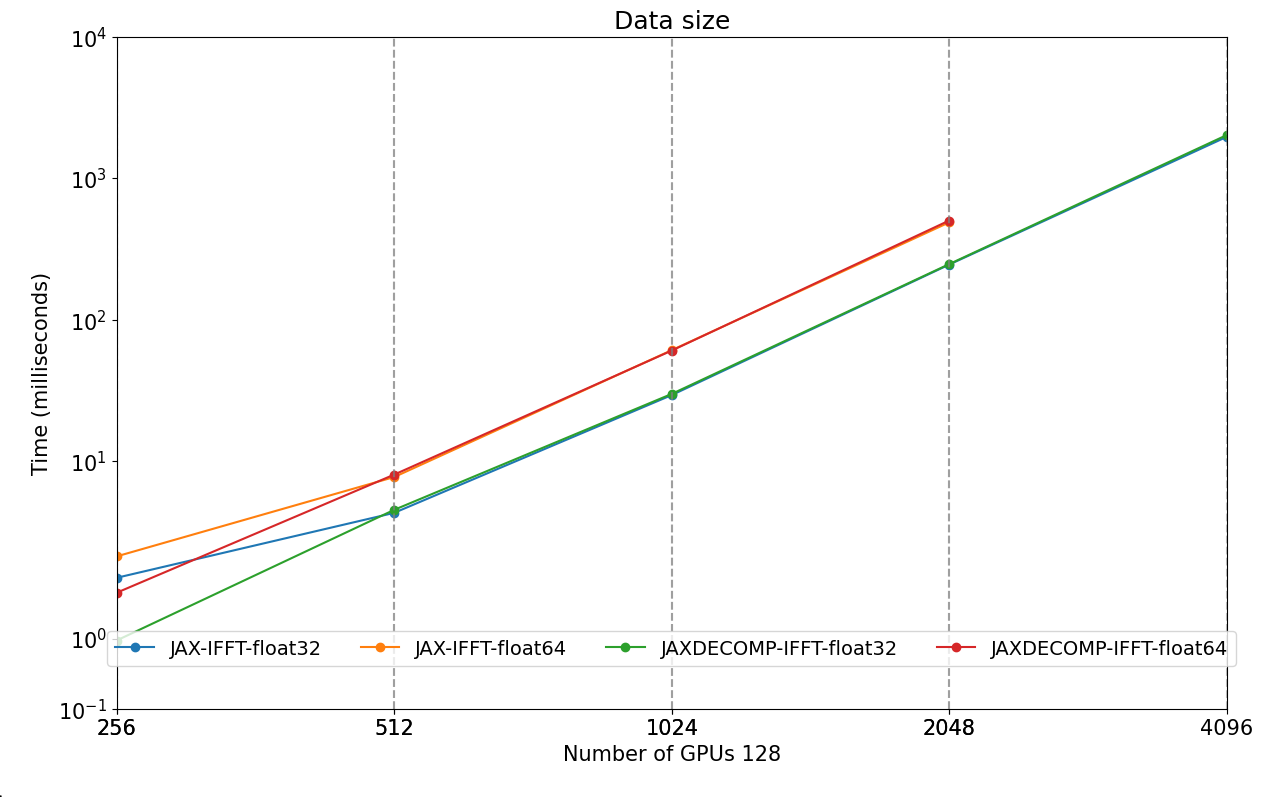 Data size
10^4
10^3
10^2
10^1
10^0
10^-1
Time (milliseconds)
JAX-IFFT-float32 JAX-IFFT-float64 JAXDECOMP-IFFT-float32 JAXDECOMP-IFFT-float64
256 512 1024 2048 4096
Number of GPUs 128